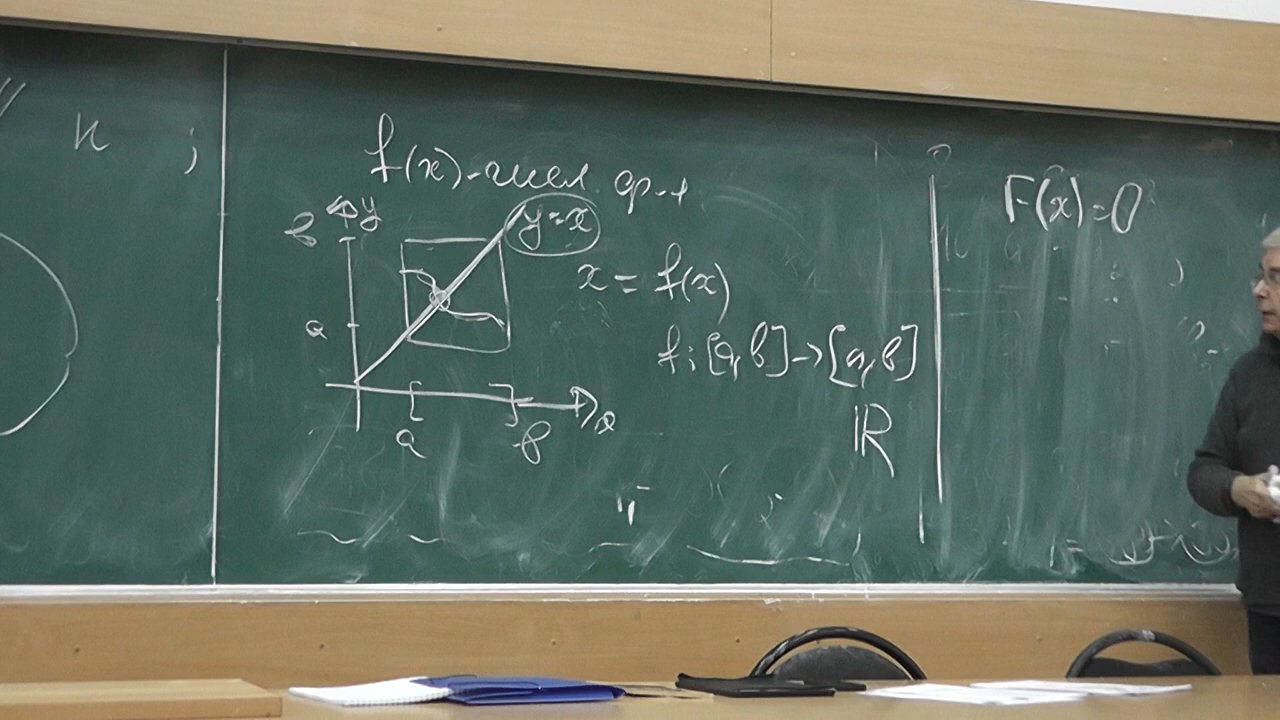 n ;
f(x) - числ. ф-я
b y
y=x
x = f(x)
a
f: [a,b] → [a,b]
a b x
ℝ
F(x)=0